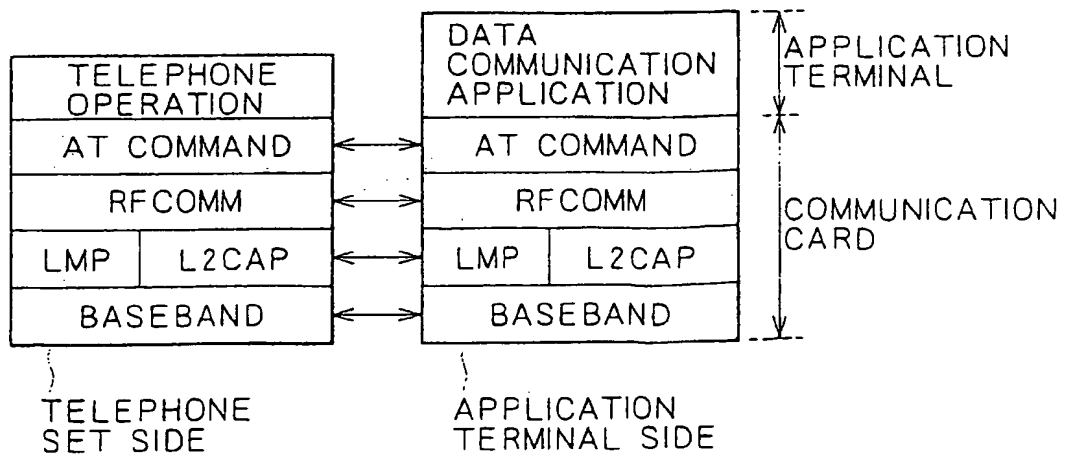 TELEPHONE
OPERATION
AT COMMAND
RFCOMM
LMP
L2CAP
BASEBAND
TELEPHONE
SET SIDE
DATA
COMMUNICATION
APPLICATION
AT COMMAND
RFCOMM
LMP
L2CAP
BASEBAND
APPLICATION
TERMINAL SIDE
APPLICATION
TERMINAL
COMMUNICATION
CARD